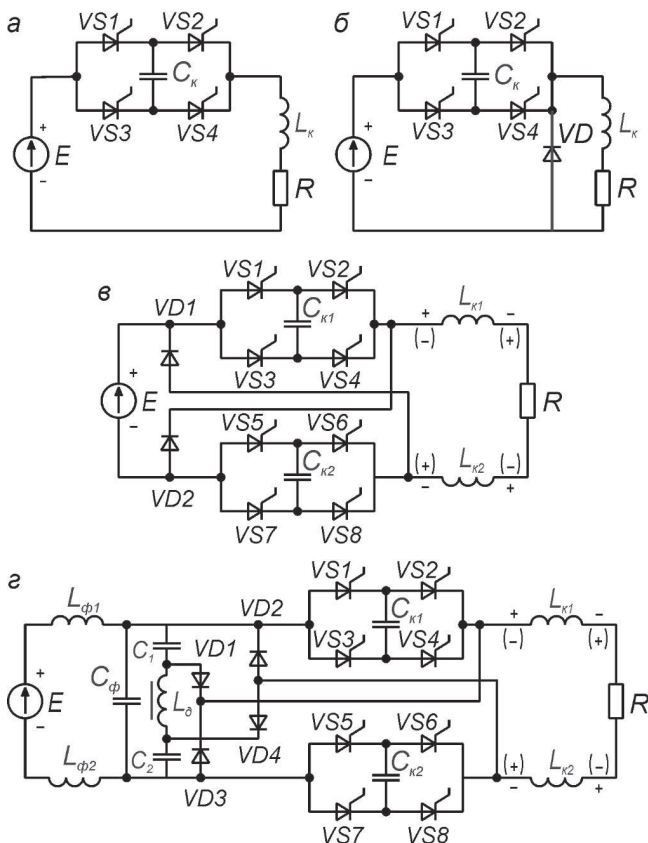 а
VS1 VS2
Cк
VS3 VS4
+
E
−
Lк
R
б
VS1 VS2
Cк
VS3 VS4
VD
+
E
−
Lк
R
в
VS1 VS2
VD1
Cк1
VS3 VS4
+ Lк1 −
(−) (+)
+
E
−
R
VS5 VS6
Cк2
(+) Lк2 (−)
− +
VD2
VS7 VS8
г
VS1 VS2
Lф1
VD2
Cк1
C1 VD1
VS3 VS4
+ Lк1 −
(−) (+)
+
E
−
Cф
Lд
R
VS5 VS6
C2
VD4
Cк2
(+) Lк2 (−)
− +
Lф2
VD3
VS7 VS8